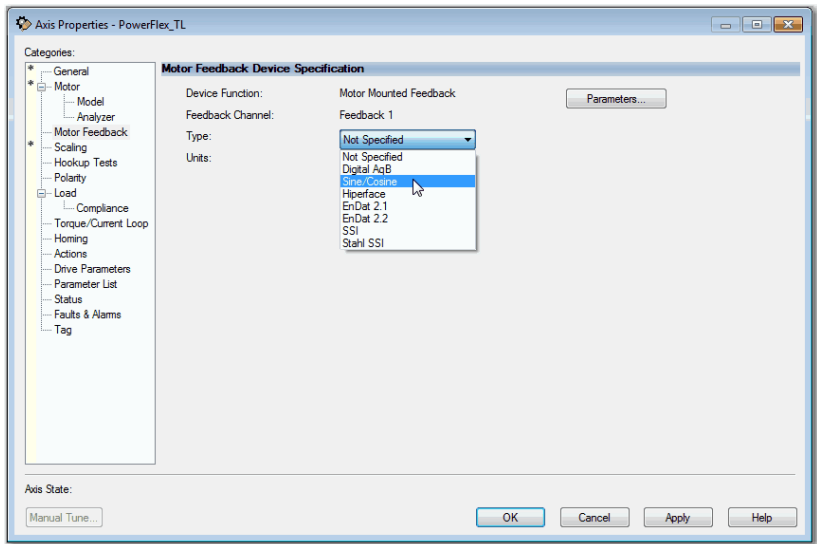 Axis Properties - PowerFlex_TL
Categories:
* General
* Motor
Model
Analyzer
Motor Feedback
* Scaling
Hookup Tests
Polarity
Load
Compliance
Torque/Current Loop
Homing
Actions
Drive Parameters
Parameter List
Status
Faults & Alarms
Tag
Motor Feedback Device Specification
Device Function: Motor Mounted Feedback
Parameters...
Feedback Channel: Feedback 1
Type: Not Specified
Units:
Not Specified
Digital AqB
Sine/Cosine
Hiperface
EnDat 2.1
EnDat 2.2
SSI
Stahl SSI
Axis State:
Manual Tune... OK Cancel Apply Help